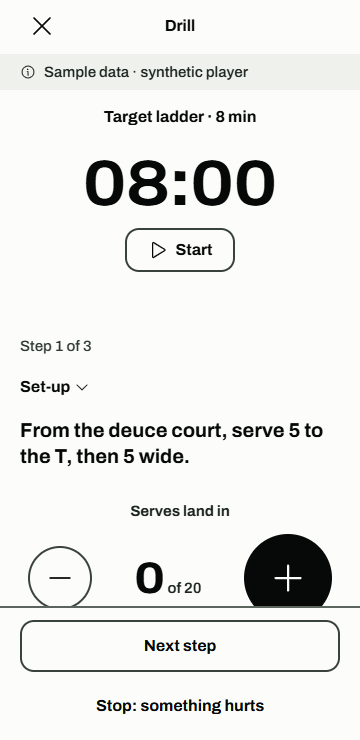 Drill
Sample data · synthetic player
Target ladder · 8 min
08:00
Start
Step 1 of 3
Set-up
From the deuce court, serve 5 to
the T, then 5 wide.
Serves land in
0 of 20
Next step
Stop: something hurts